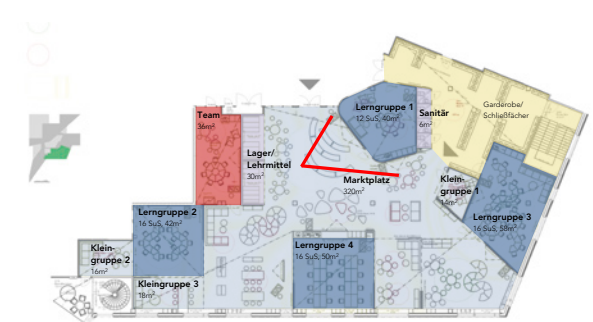 Team
36m²
Lerngruppe 1
12 SuS, 40m²
Sanitär
6m²
Garderobe/
Schließfächer
Lager/
Lehrmittel
30m²
Marktplatz
320m²
Klein-
gruppe 1
14m²
Lerngruppe 2
16 SuS, 42m²
Lerngruppe 3
16 SuS, 58m²
Klein-
gruppe 2
16m²
Lerngruppe 4
16 SuS, 50m²
Kleingruppe 3
18m²